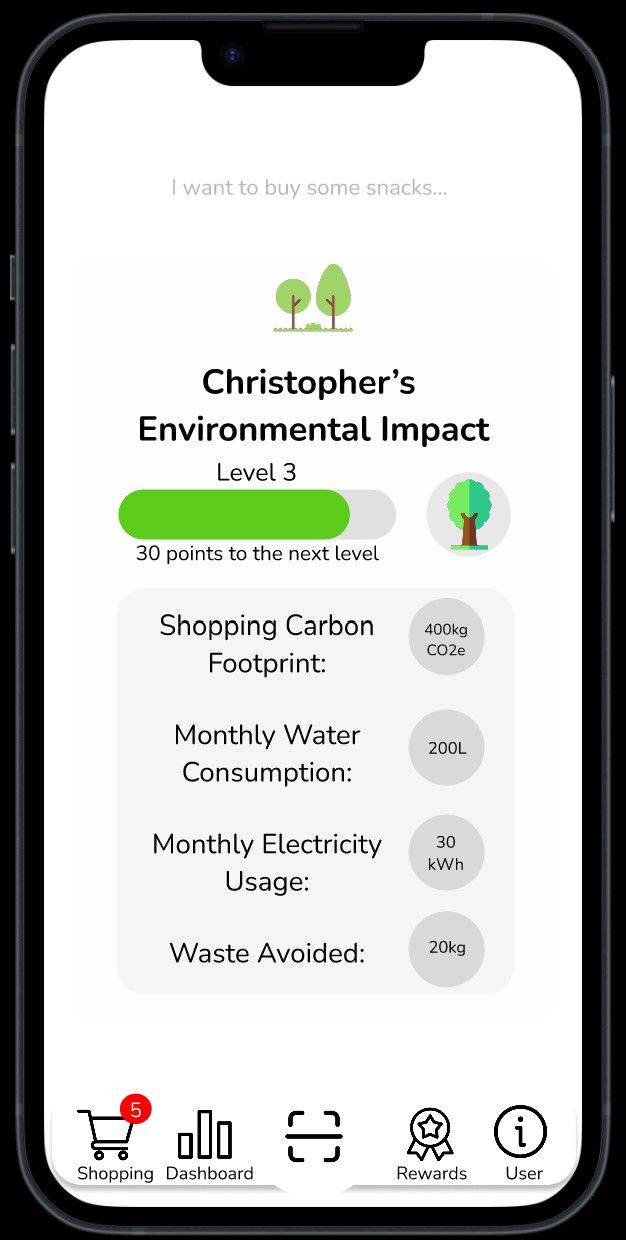 I want to buy some snacks...
Christopher’s
Environmental Impact
Level 3
30 points to the next level
Shopping Carbon
Footprint:
400kg
CO2e
Monthly Water
Consumption:
200L
Monthly Electricity
Usage:
30
kWh
Waste Avoided:
20kg
5
Shopping
Dashboard
Rewards
User